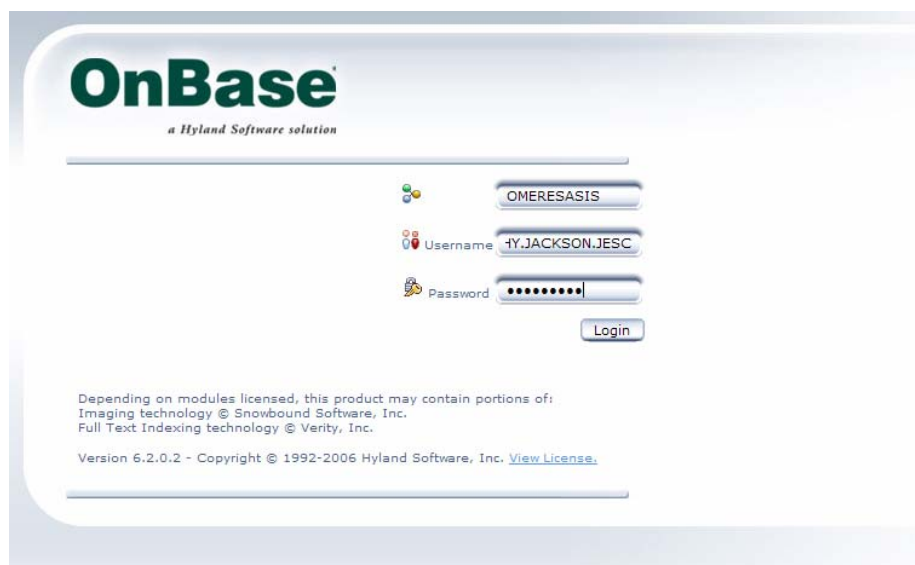 OnBase
a Hyland Software solution
OMERESASIS
Username HY.JACKSON.JESC
Password •••••••••
Login
Depending on modules licensed, this product may contain portions of:
Imaging technology © Snowbound Software, Inc.
Full Text Indexing technology © Verity, Inc.
Version 6.2.0.2 - Copyright © 1992-2006 Hyland Software, Inc. View License.